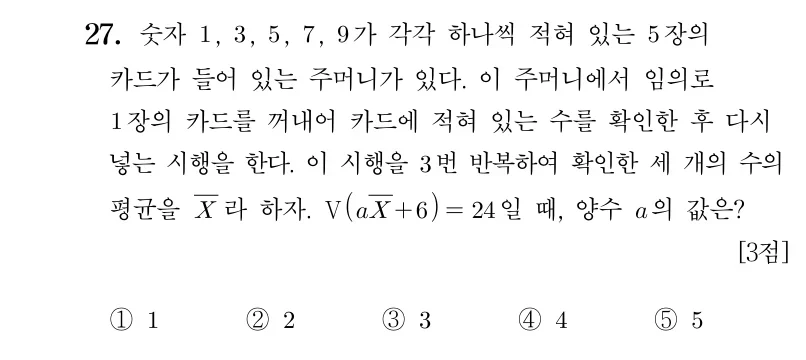 27. 숫자 1, 3, 5, 7, 9가 각각 하나씩 적혀 있는 5장의
카드가 들어 있는 주머니가 있다. 이 주머니에서 임의로
1장의 카드를 꺼내어 카드에 적혀 있는 수를 확인한 후 다시
넣는 시행을 한다. 이 시행을 3번 반복하여 확인한 세 개의 수의
평균을 X̅라 하자. V(aX̅+6)=24일 때, 양수 a의 값은?
[3점]
① 1 ② 2 ③ 3 ④ 4 ⑤ 5